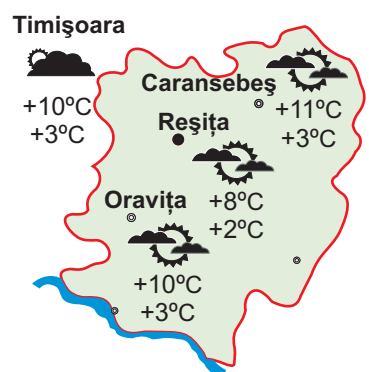 Timişoara
+10ºC
+3ºC
Caransebeş
+11ºC
+3ºC
Reşiţa
+8ºC
+2ºC
Oraviţa
+10ºC
+3ºC